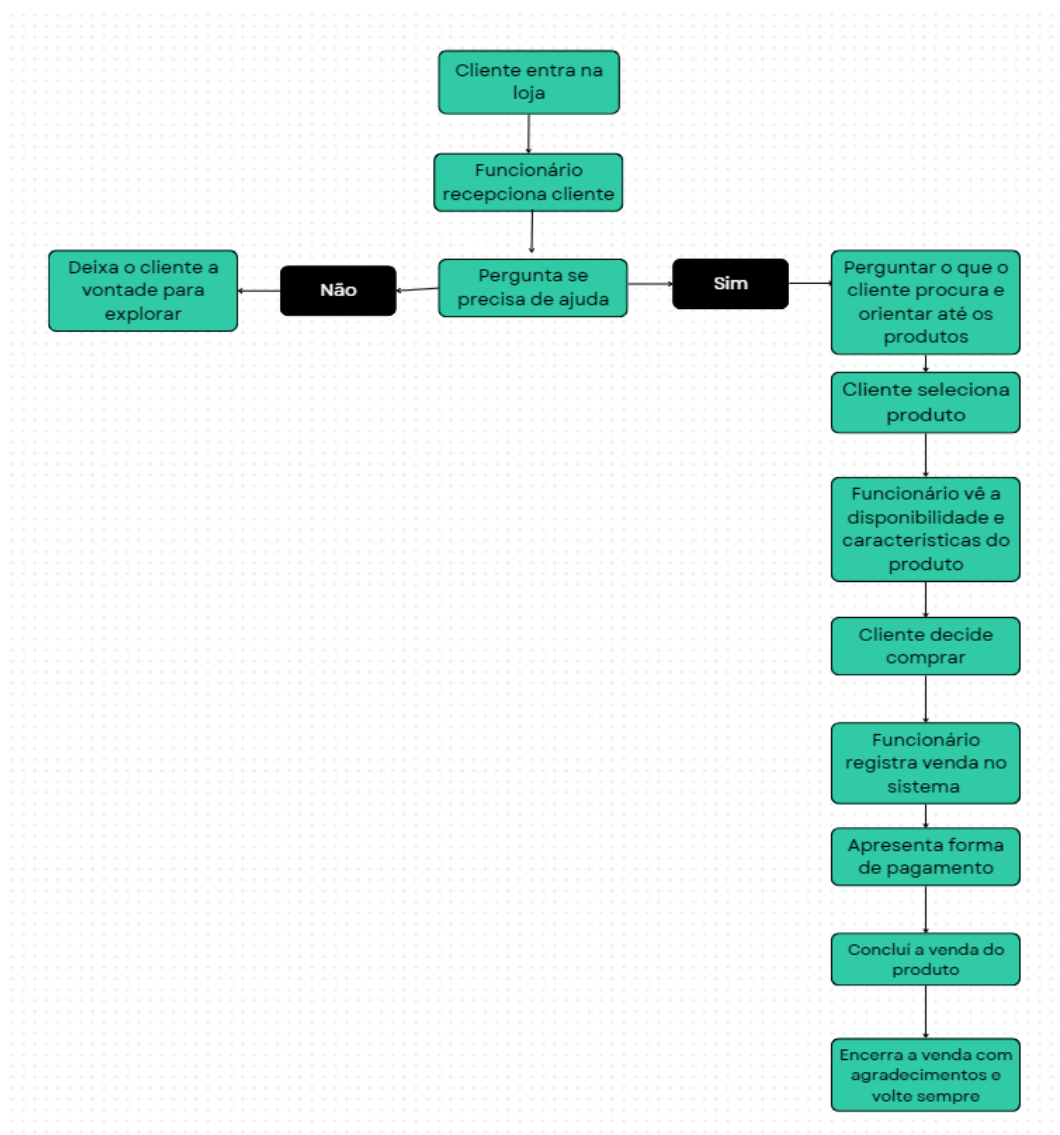 Cliente entra na
loja
Funcionário
recepciona cliente
Deixa o cliente a
vontade para
explorar
Não
Pergunta se
precisa de ajuda
Sim
Perguntar o que o
cliente procura e
orientar até os
produtos
Cliente seleciona
produto
Funcionário vê a
disponibilidade e
caracteristicas do
produto
Cliente decide
comprar
Funcionário
registra venda no
sistema
Apresenta forma
de pagamento
Conclui a venda do
produto
Encerra a venda com
agradecimentos e
volte sempre